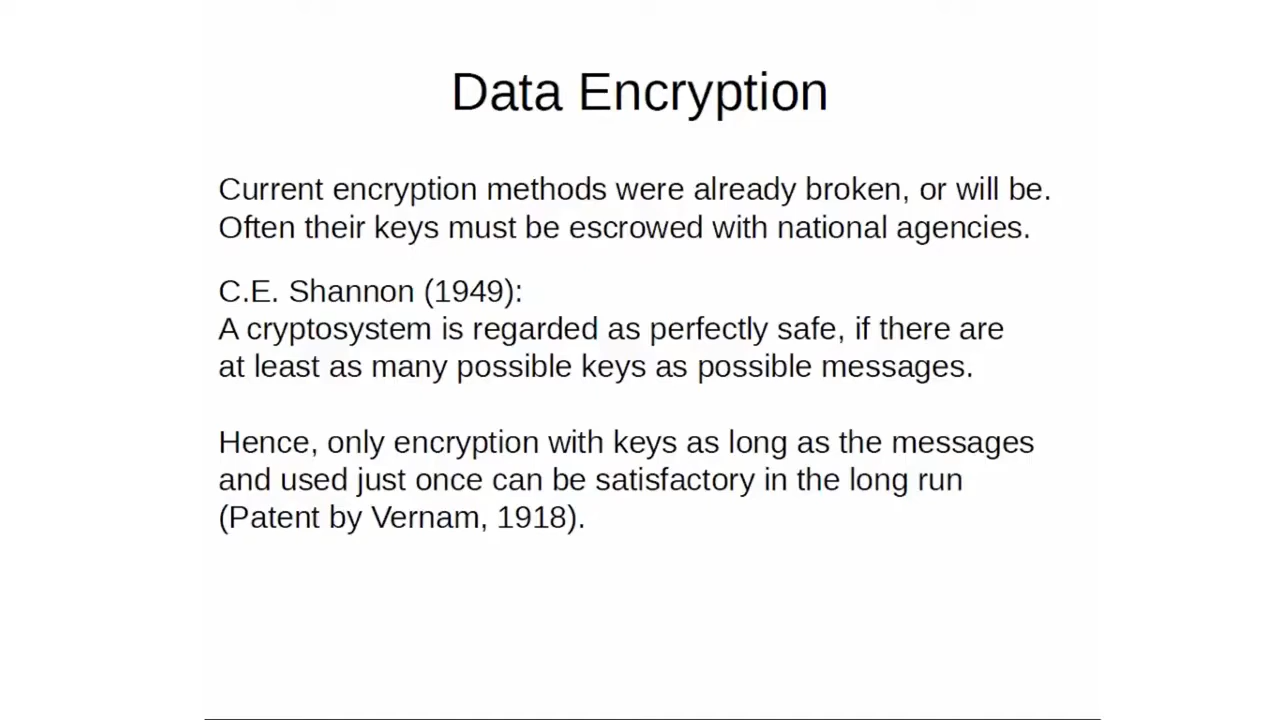 Data Encryption
Current encryption methods were already broken, or will be.
Often their keys must be escrowed with national agencies.
C.E. Shannon (1949):
A cryptosystem is regarded as perfectly safe, if there are
at least as many possible keys as possible messages.
Hence, only encryption with keys as long as the messages
and used just once can be satisfactory in the long run
(Patent by Vernam, 1918).